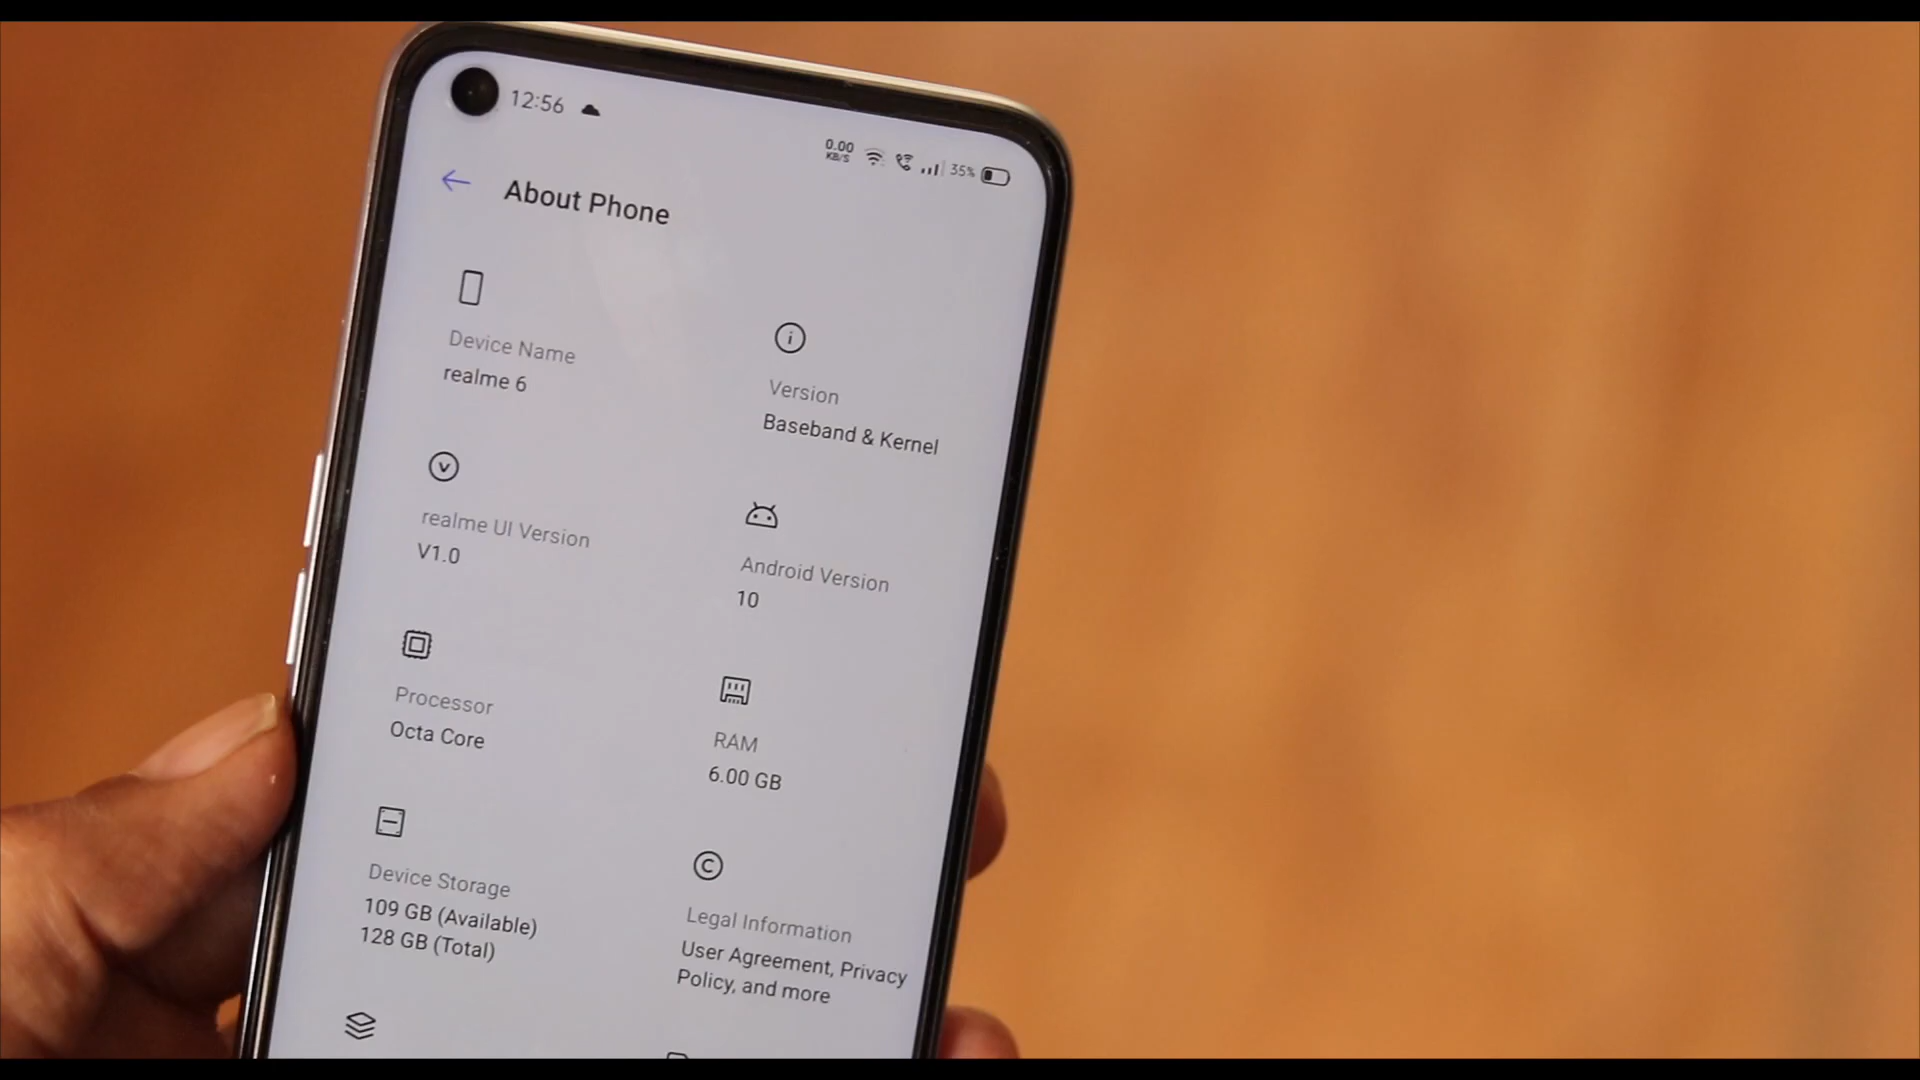 12:56
0.00
KB/S
35%
About Phone
Device Name
realme 6
Version
Baseband & Kernel
realme UI Version
V1.0
Android Version
10
Processor
Octa Core
RAM
6.00 GB
Device Storage
109 GB (Available)
128 GB (Total)
Legal Information
User Agreement, Privacy
Policy, and more